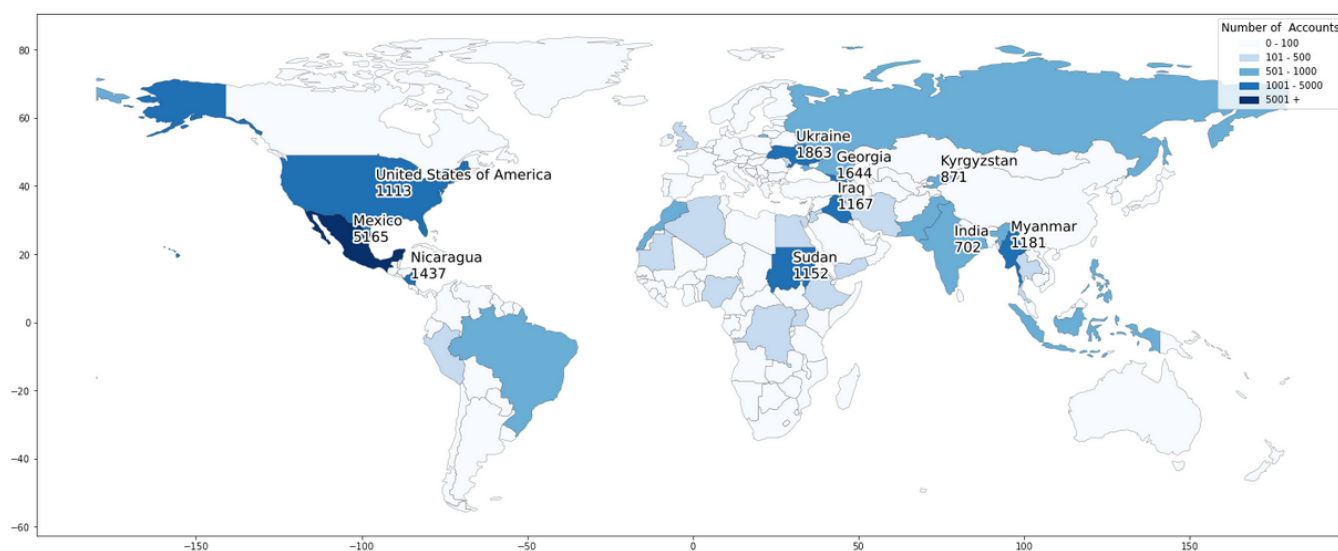 Number of  Accounts
0 - 100
101 - 500
501 - 1000
1001 - 5000
5001 +
80
60
40
20
0
−20
−40
−60
Ukraine
1863
Georgia
1644
Kyrgyzstan
871
United States of America
1113
Iraq
1167
Mexico
5165
India
702
Myanmar
1181
Nicaragua
1437
Sudan
1152
−150
−100
−50
0
50
100
150